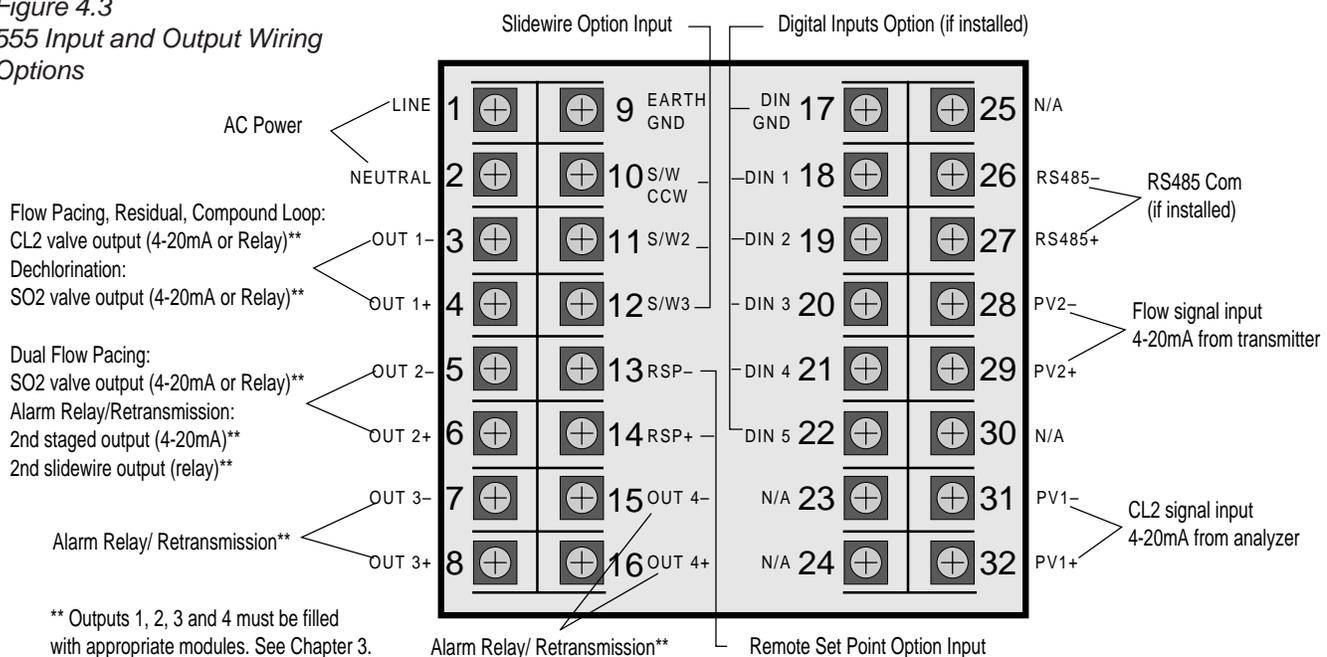 Figure 4.3
555 Input and Output Wiring
Options
Slidewire Option Input
Digital Inputs Option (if installed)
AC Power
LINE 1
NEUTRAL 2
Flow Pacing, Residual, Compound Loop:
CL2 valve output (4-20mA or Relay)**
Dechlorination:
SO2 valve output (4-20mA or Relay)**
OUT 1– 3
OUT 1+ 4
Dual Flow Pacing:
SO2 valve output (4-20mA or Relay)**
Alarm Relay/Retransmission:
2nd staged output (4-20mA)**
2nd slidewire output (relay)**
OUT 2– 5
OUT 2+ 6
Alarm Relay/ Retransmission**
OUT 3– 7
OUT 3+ 8
9 EARTH
GND
10 S/W
CCW
11 S/W2
12 S/W3
13 RSP–
14 RSP+
15 OUT 4–
16 OUT 4+
DIN
GND 17
DIN 1 18
DIN 2 19
DIN 3 20
DIN 4 21
DIN 5 22
N/A 23
N/A 24
25 N/A
26 RS485–
27 RS485+
RS485 Com
(if installed)
28 PV2–
29 PV2+
Flow signal input
4-20mA from transmitter
30 N/A
31 PV1–
32 PV1+
CL2 signal input
4-20mA from analyzer
** Outputs 1, 2, 3 and 4 must be filled
with appropriate modules. See Chapter 3.
Alarm Relay/ Retransmission**
Remote Set Point Option Input